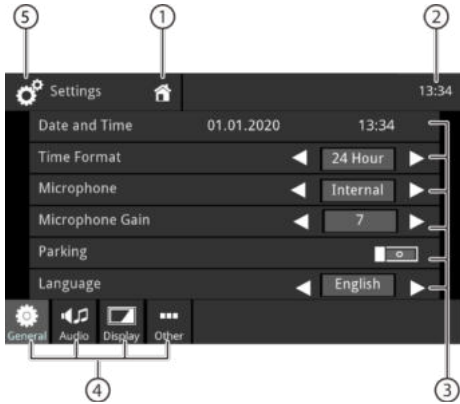 5 1 2
Settings 13:34
Date and Time 01.01.2020 13:34
Time Format 24 Hour
Microphone Internal
Microphone Gain 7
Parking
Language English
General Audio Display Other
4 3